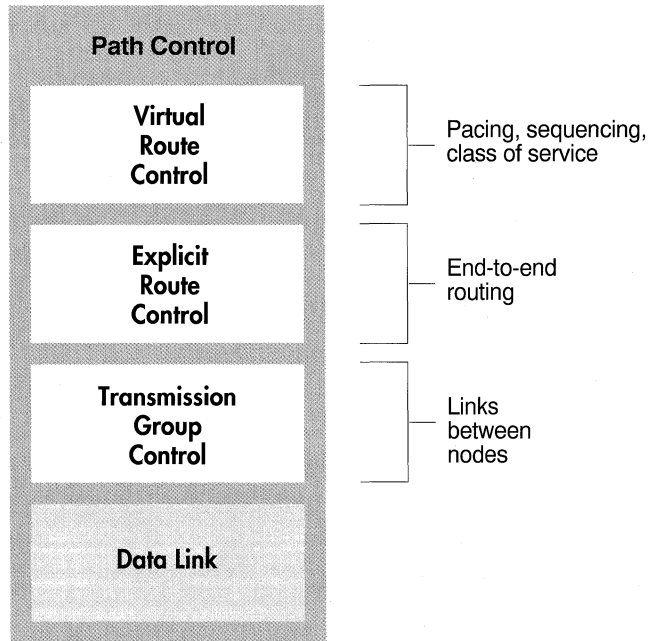 Path Control
Virtual
Route
Control
Pacing, sequencing,
class of service
Explicit
Route
Control
End-to-end
routing
Transmission
Group
Control
Links
between
nodes
Data Link